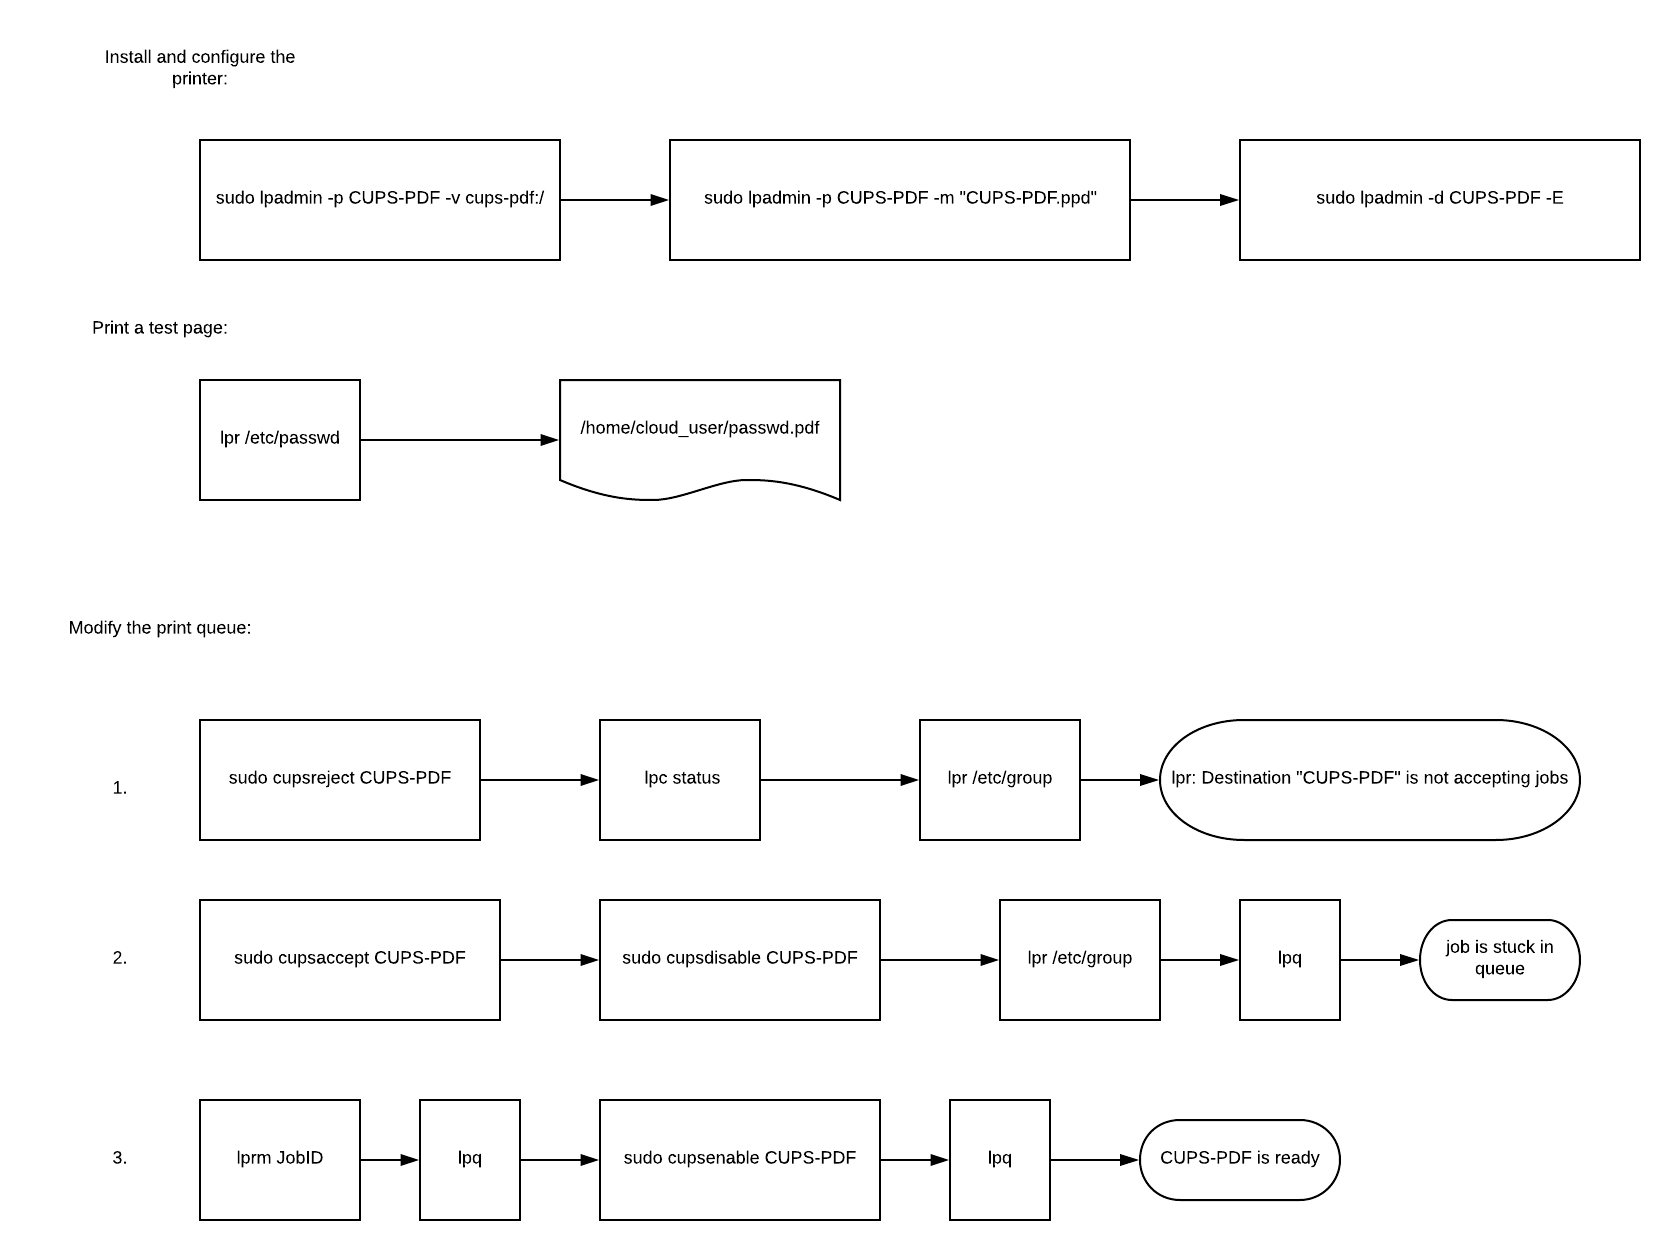 Install and configure the
printer:
sudo lpadmin -p CUPS-PDF -v cups-pdf:/
sudo lpadmin -p CUPS-PDF -m "CUPS-PDF.ppd"
sudo lpadmin -d CUPS-PDF -E
Print a test page:
lpr /etc/passwd
/home/cloud_user/passwd.pdf
Modify the print queue:
1.
sudo cupsreject CUPS-PDF
lpc status
lpr /etc/group
lpr: Destination "CUPS-PDF" is not accepting jobs
2.
sudo cupsaccept CUPS-PDF
sudo cupsdisable CUPS-PDF
lpr /etc/group
lpq
job is stuck in
queue
3.
lprm JobID
lpq
sudo cupsenable CUPS-PDF
lpq
CUPS-PDF is ready